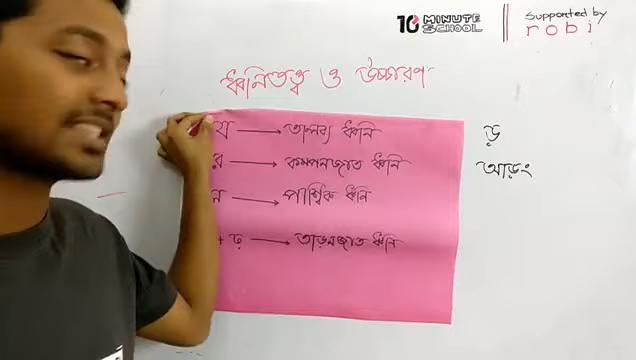 10 MINUTE SCHOOL
Supported by
robi
ধ্বনিতত্ত্ব ও উচ্চারণ
য → তালব্য ধ্বনি
র → কম্পনজাত ধ্বনি
ল → পার্শ্বিক ধ্বনি
+ ঢ় → তাড়নজাত ধ্বনি
ড়
আড়ং